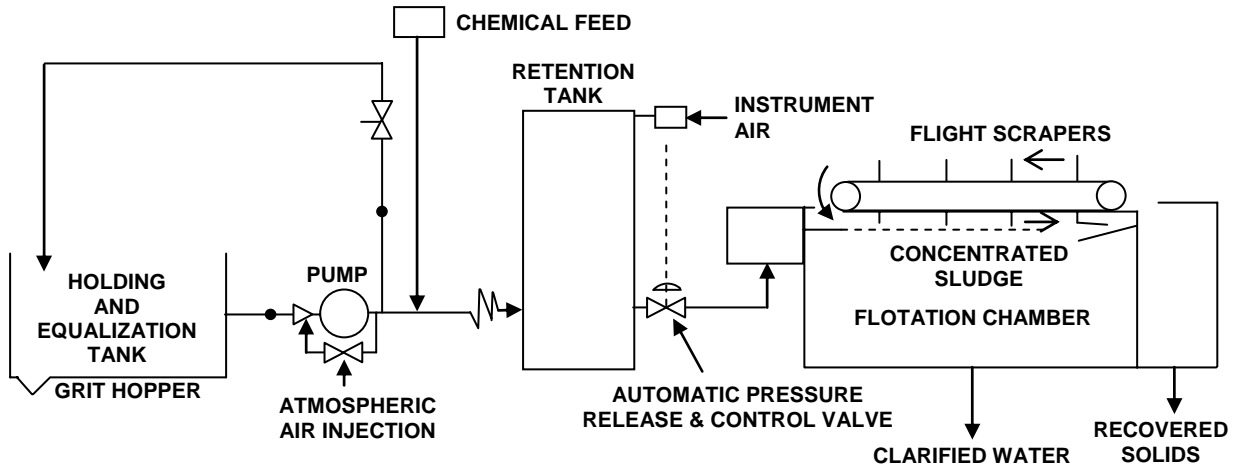 CHEMICAL FEED
RETENTION
TANK
INSTRUMENT
AIR
FLIGHT SCRAPERS
HOLDING
AND
EQUALIZATION
TANK
PUMP
CONCENTRATED
SLUDGE
FLOTATION CHAMBER
GRIT HOPPER
ATMOSPHERIC
AIR INJECTION
AUTOMATIC PRESSURE
RELEASE & CONTROL VALVE
CLARIFIED WATER
RECOVERED
SOLIDS